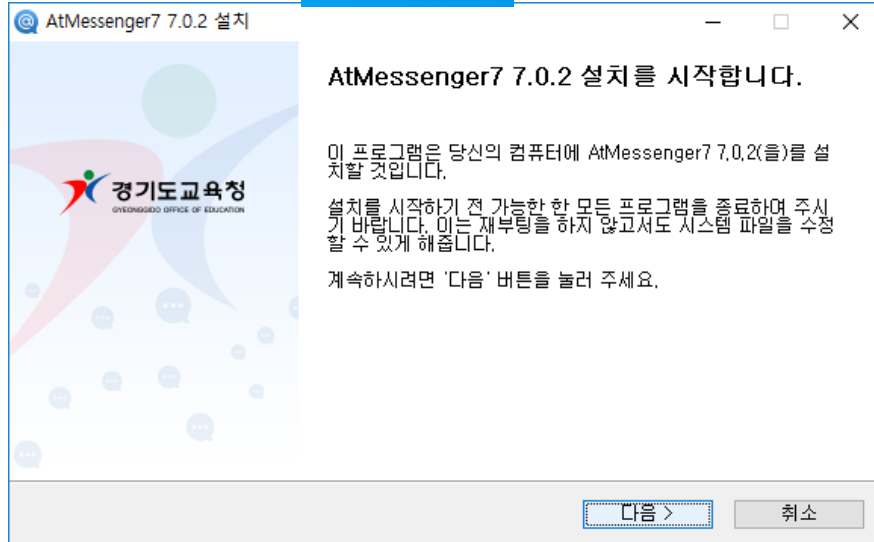 AtMessenger7 7.0.2 설치
AtMessenger7 7.0.2 설치를 시작합니다.
이 프로그램은 당신의 컴퓨터에 AtMessenger7 7.0.2(을)를 설
치할 것입니다.
설치를 시작하기 전 가능한 한 모든 프로그램을 종료하여 주시
기 바랍니다. 이는 재부팅을 하지 않고서도 시스템 파일을 수정
할 수 있게 해줍니다.
계속하시려면 '다음' 버튼을 눌러 주세요.
경기도교육청
GYEONGGIDO OFFICE OF EDUCATION
다음 >
취소